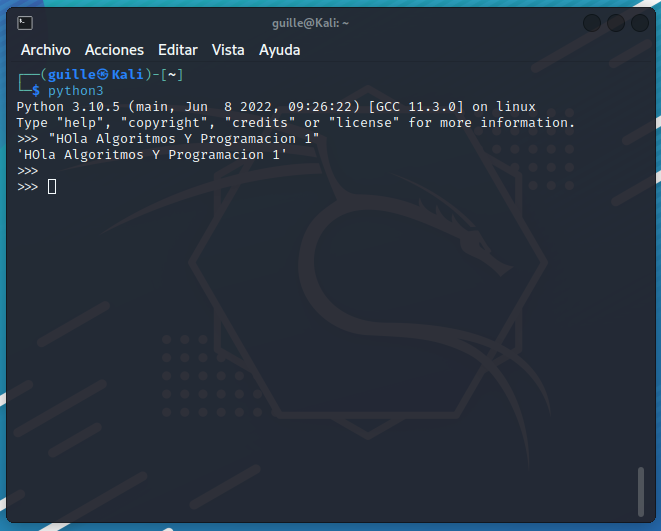 guille@Kali: ~
Archivo Acciones Editar Vista Ayuda
┌──(guille㉿Kali)-[~]
└─$ python3
Python 3.10.5 (main, Jun  8 2022, 09:26:22) [GCC 11.3.0] on linux
Type "help", "copyright", "credits" or "license" for more information.
>>> "HOla Algoritmos Y Programacion 1"
'HOla Algoritmos Y Programacion 1'
>>>
>>>